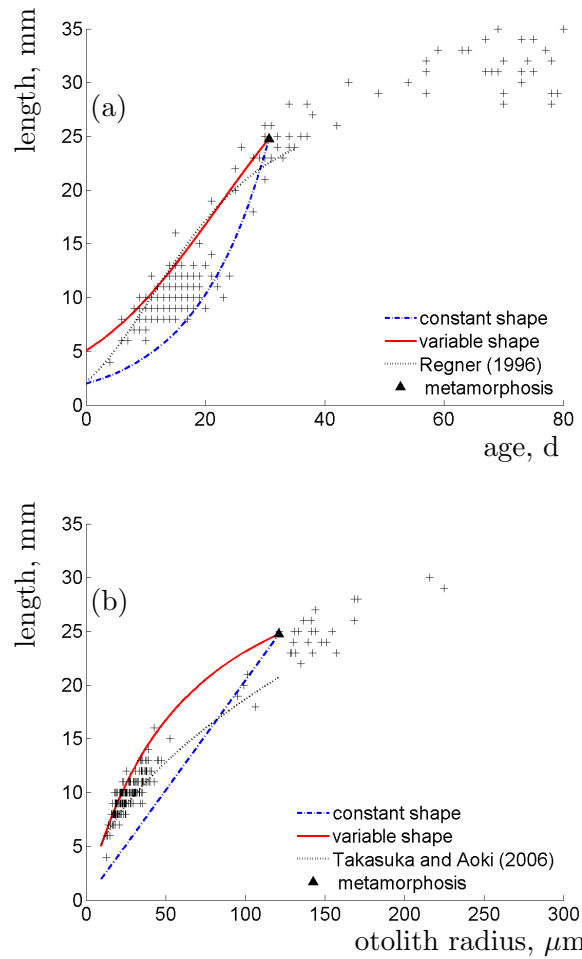 35
30
25
20
15
10
5
0
length, mm
(a)
constant shape
variable shape
Regner (1996)
metamorphosis
0 20 40 60 80
age, d
35
30
25
20
15
10
5
0
length, mm
(b)
constant shape
variable shape
Takasuka and Aoki (2006)
metamorphosis
0 50 100 150 200 250 300
otolith radius, μm